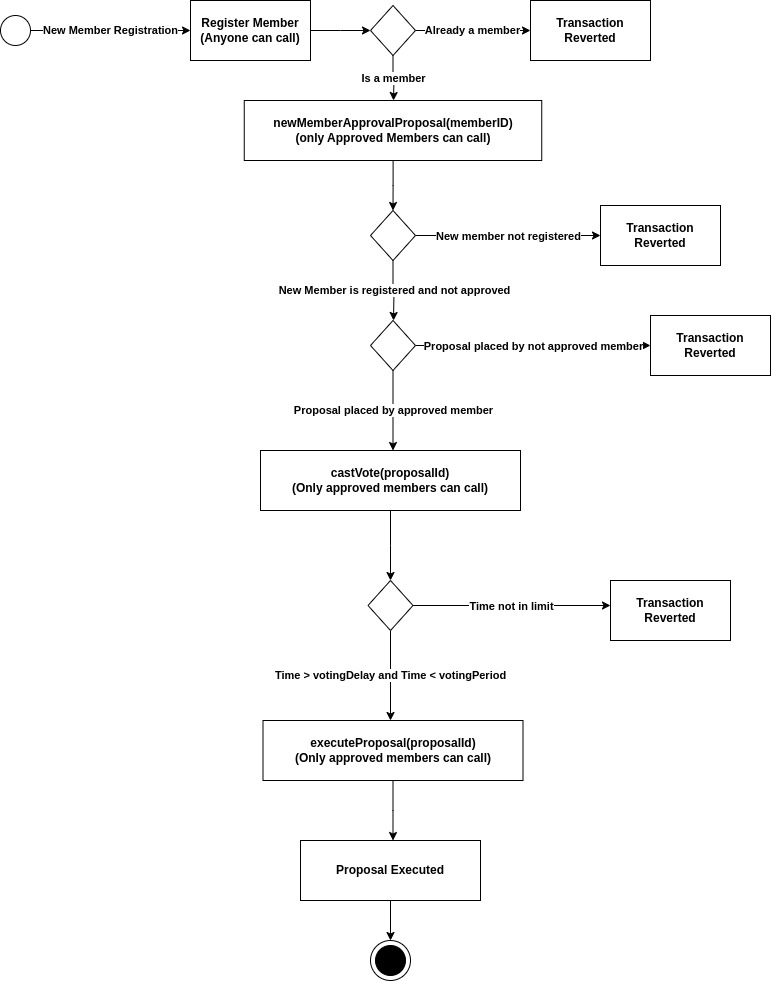 New Member Registration
Register Member
(Anyone can call)
Already a member
Transaction
Reverted
Is a member
newMemberApprovalProposal(memberID)
(only Approved Members can call)
New member not registered
Transaction
Reverted
New Member is registered and not approved
Proposal placed by not approved member
Transaction
Reverted
Proposal placed by approved member
castVote(proposalId)
(Only approved members can call)
Time not in limit
Transaction
Reverted
Time > votingDelay and Time < votingPeriod
executeProposal(proposalId)
(Only approved members can call)
Proposal Executed